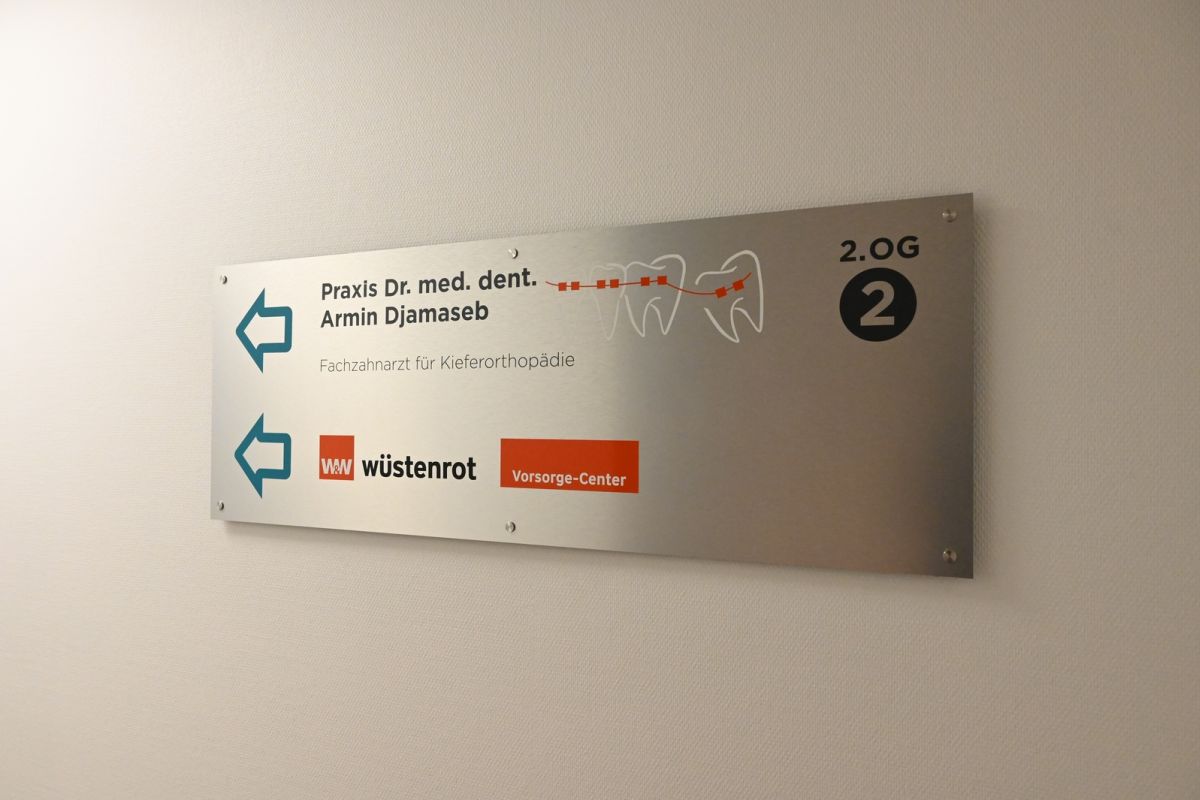 Praxis Dr. med. dent.
Armin Djamaseb
Fachzahnarzt für Kieferorthopädie
2.OG
2
W&W wüstenrot
Vorsorge-Center